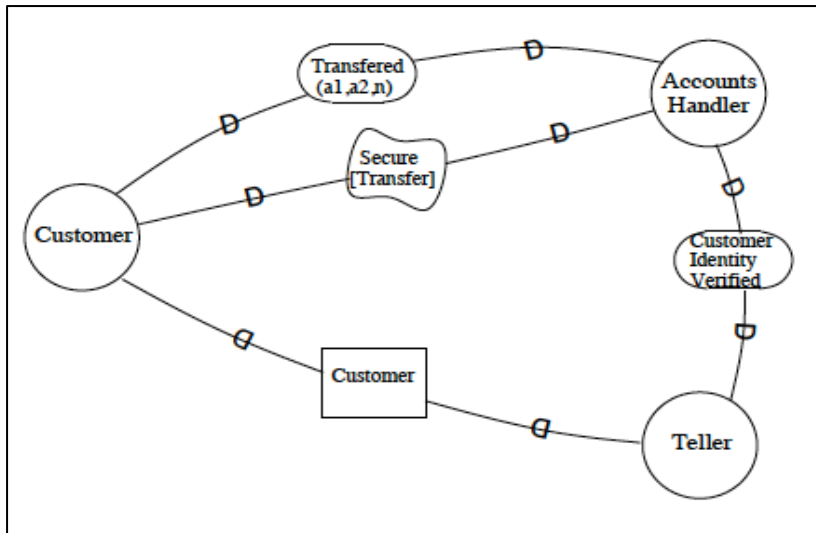 Transfered
(a1,a2,n)
D
Accounts
Handler
D
D
Secure
[Transfer]
D
D
Customer
Customer
Identity
Verified
D
D
Customer
D
Teller